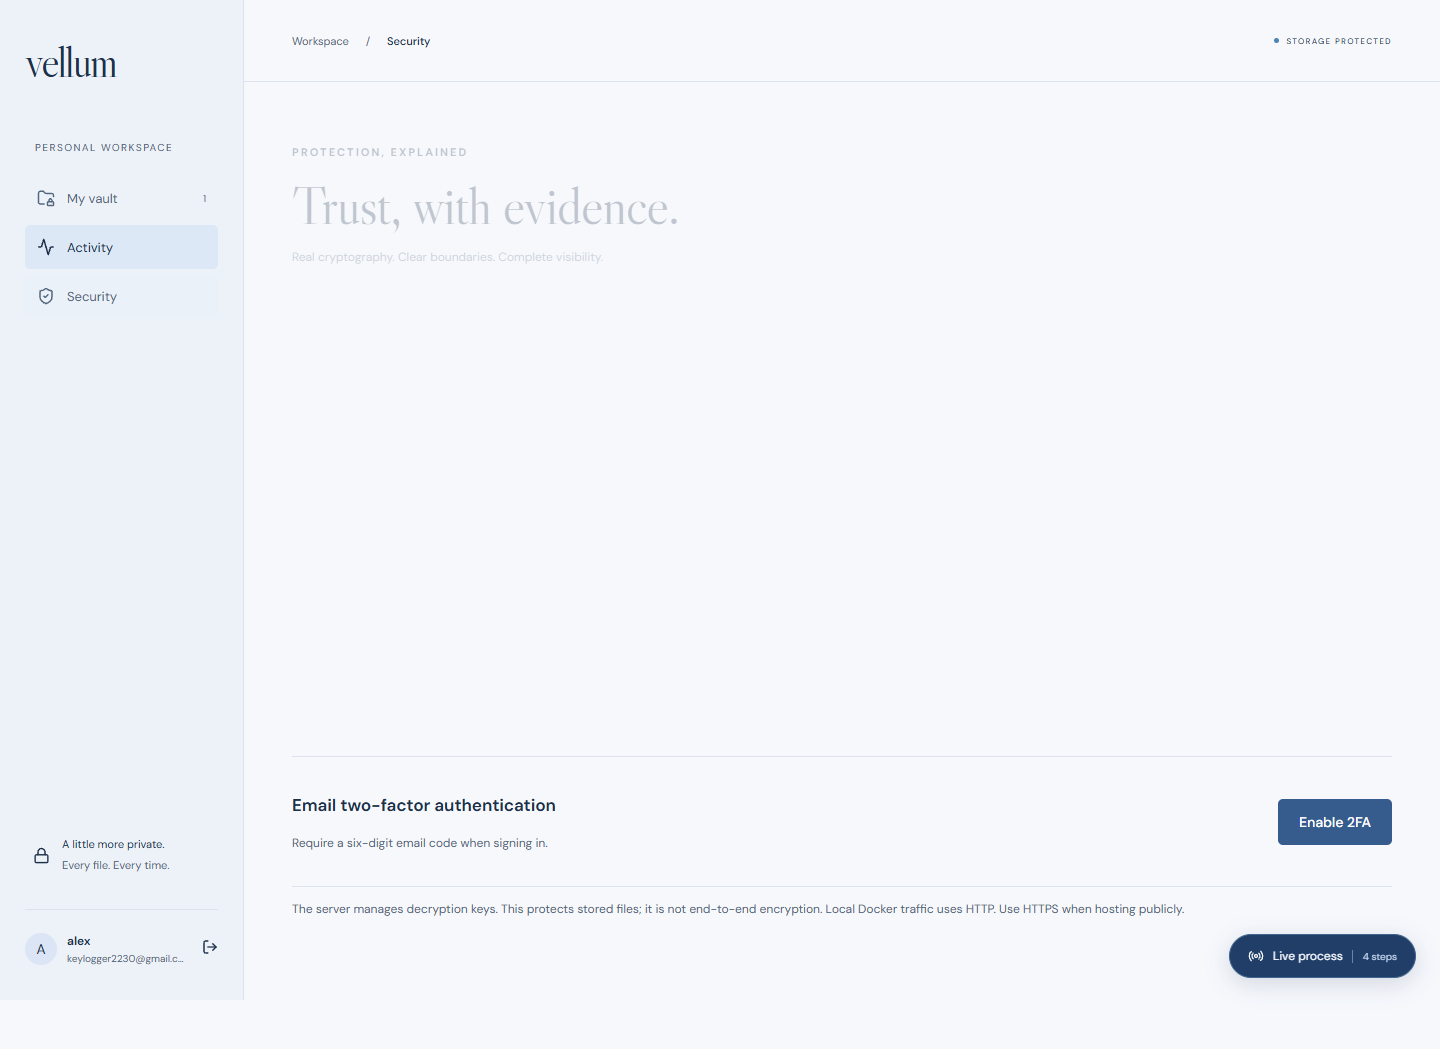 vellum
Workspace / Security
STORAGE PROTECTED
PERSONAL WORKSPACE
My vault 1
Activity
Security
PROTECTION, EXPLAINED
Trust, with evidence.
Real cryptography. Clear boundaries. Complete visibility.
Email two-factor authentication
Require a six-digit email code when signing in.
Enable 2FA
The server manages decryption keys. This protects stored files; it is not end-to-end encryption. Local Docker traffic uses HTTP. Use HTTPS when hosting publicly.
A little more private.
Every file. Every time.
A
alex
keylogger2230@gmail.c...
Live process 4 steps